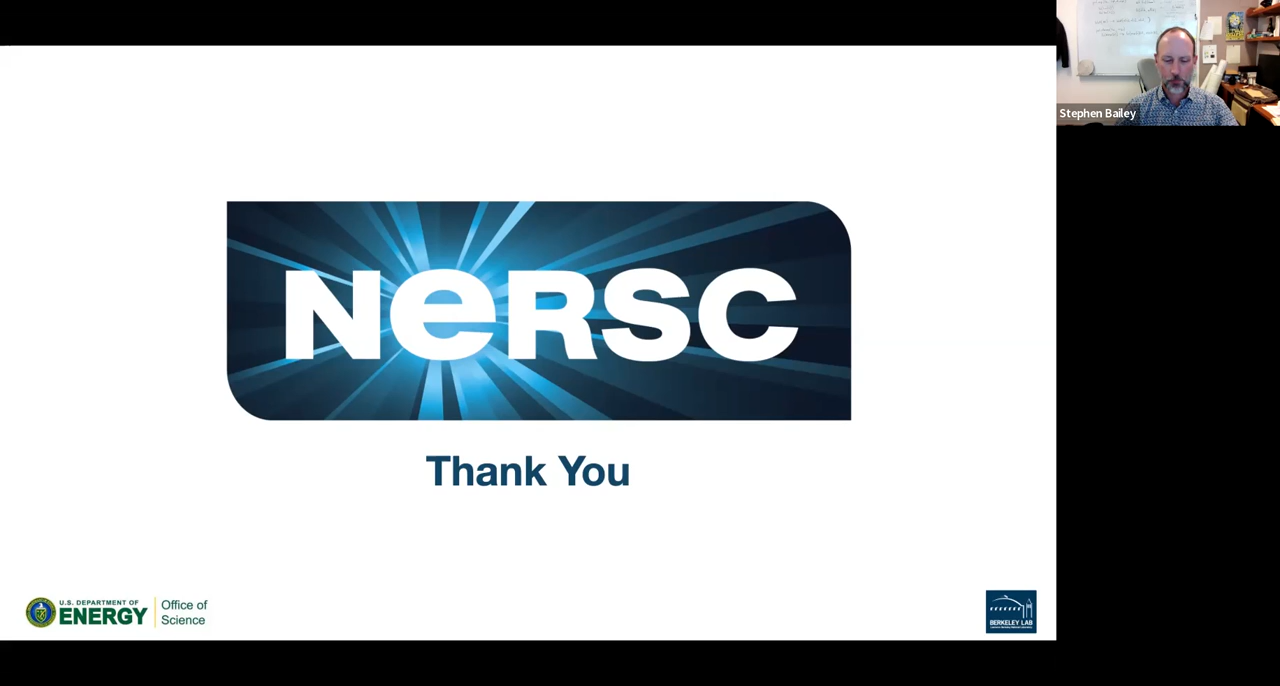 Stephen Bailey
NeRSC
Thank You
U.S. DEPARTMENT OF
ENERGY
Office of
Science
BERKELEY LAB